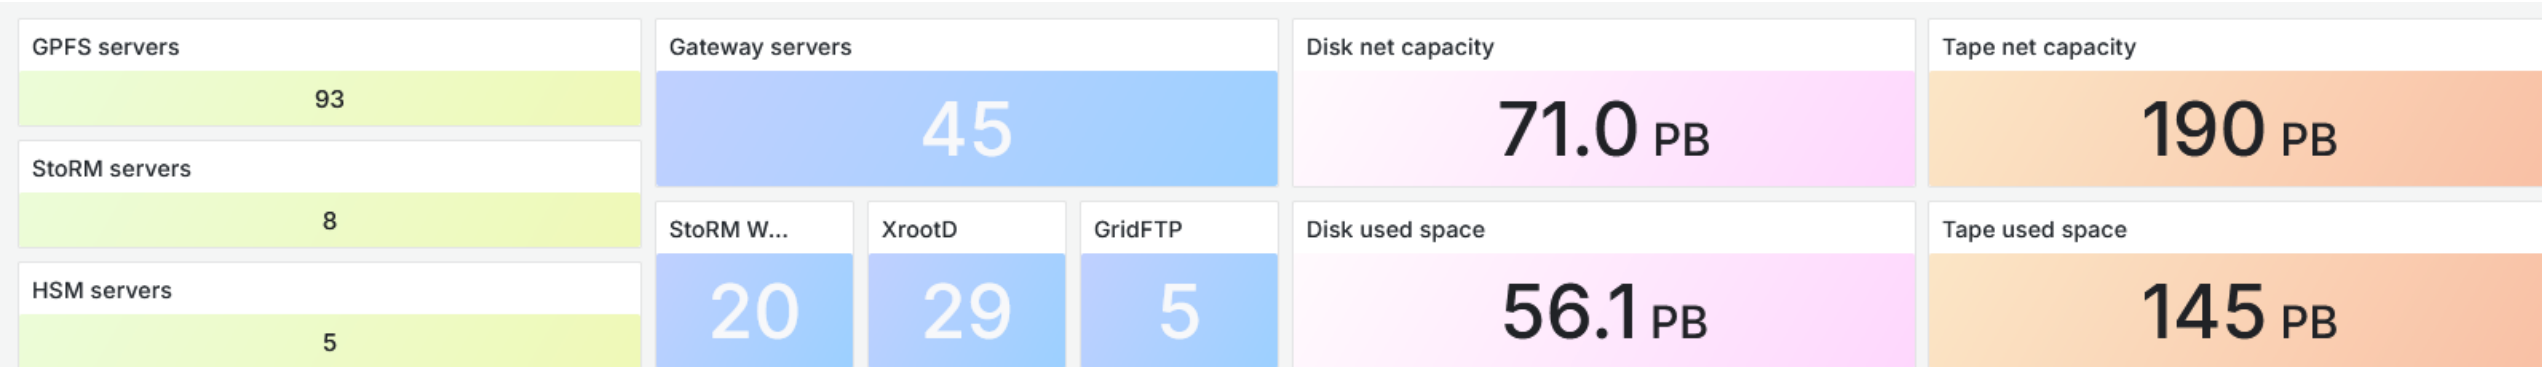 GPFS servers
93
StoRM servers
8
HSM servers
5
Gateway servers
45
StoRM W...
20
XrootD
29
GridFTP
5
Disk net capacity
71.0 PB
Disk used space
56.1 PB
Tape net capacity
190 PB
Tape used space
145 PB